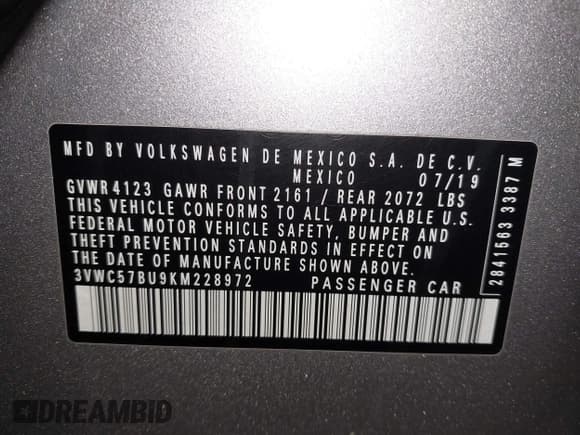 MFD BY VOLKSWAGEN DE MEXICO S.A. DE C.V.
MEXICO 07/19
GVWR 4123 GAWR FRONT 2161 / REAR 2072 LBS
THIS VEHICLE CONFORMS TO ALL APPLICABLE U.S.
FEDERAL MOTOR VEHICLE SAFETY, BUMPER AND
THEFT PREVENTION STANDARDS IN EFFECT ON
THE DATE OF MANUFACTURE SHOWN ABOVE.
3VWC57BU9KM228972 PASSENGER CAR
2841563 3387 M
DREAMBID